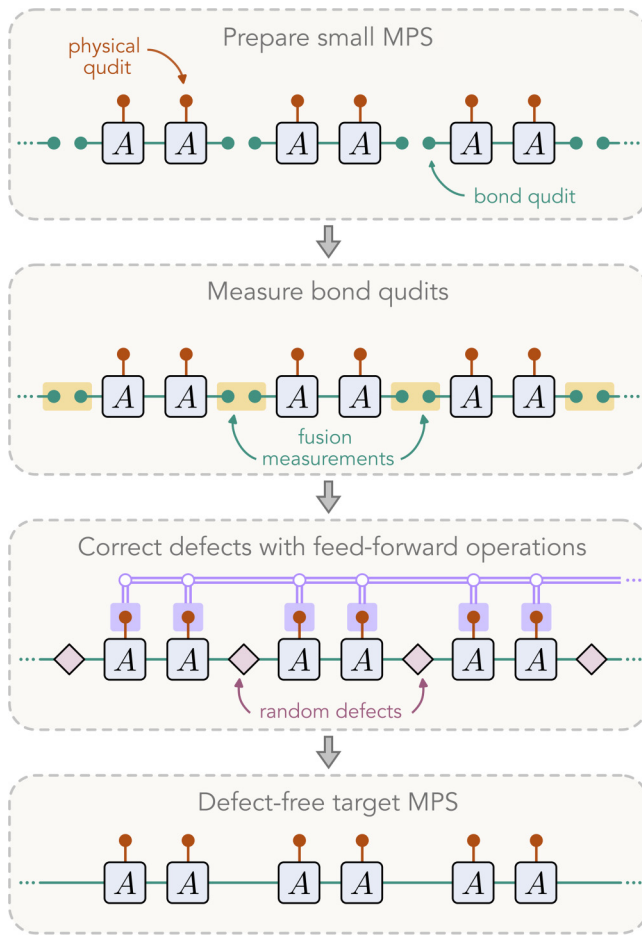 Prepare small MPS
physical
qudit
A A A A A A
bond qudit
Measure bond qudits
A A A A A A
fusion
measurements
Correct defects with feed-forward operations
A A A A A A
random defects
Defect-free target MPS
A A A A A A